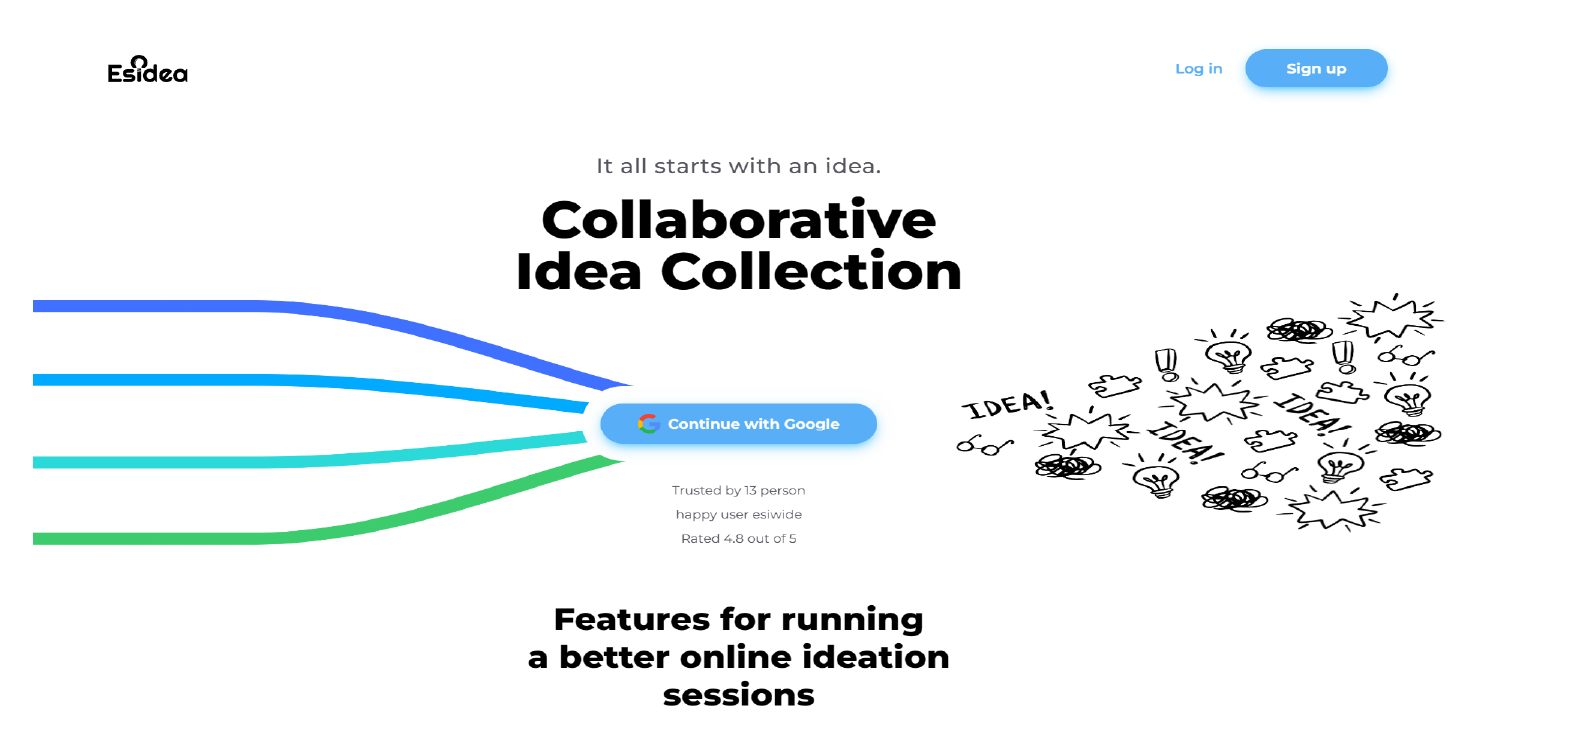 Esidea
Log in
Sign up
It all starts with an idea.
Collaborative
Idea Collection
Continue with Google
Trusted by 13 person
happy user esiwide
Rated 4.8 out of 5
IDEA!
IDEA!
IDEA!
Features for running
a better online ideation
sessions